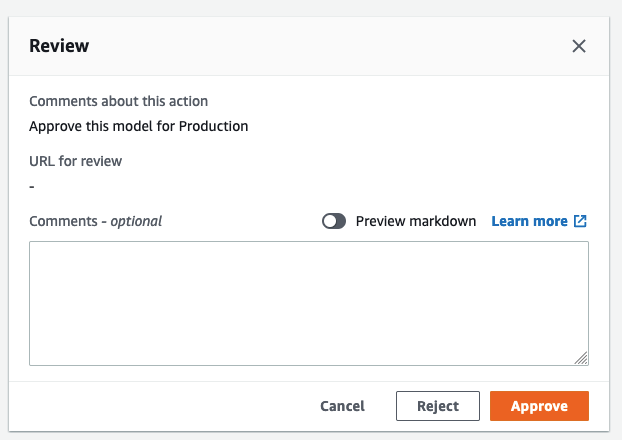 Review
Comments about this action
Approve this model for Production
URL for review
-
Comments - optional Preview markdown Learn more
Cancel Reject Approve